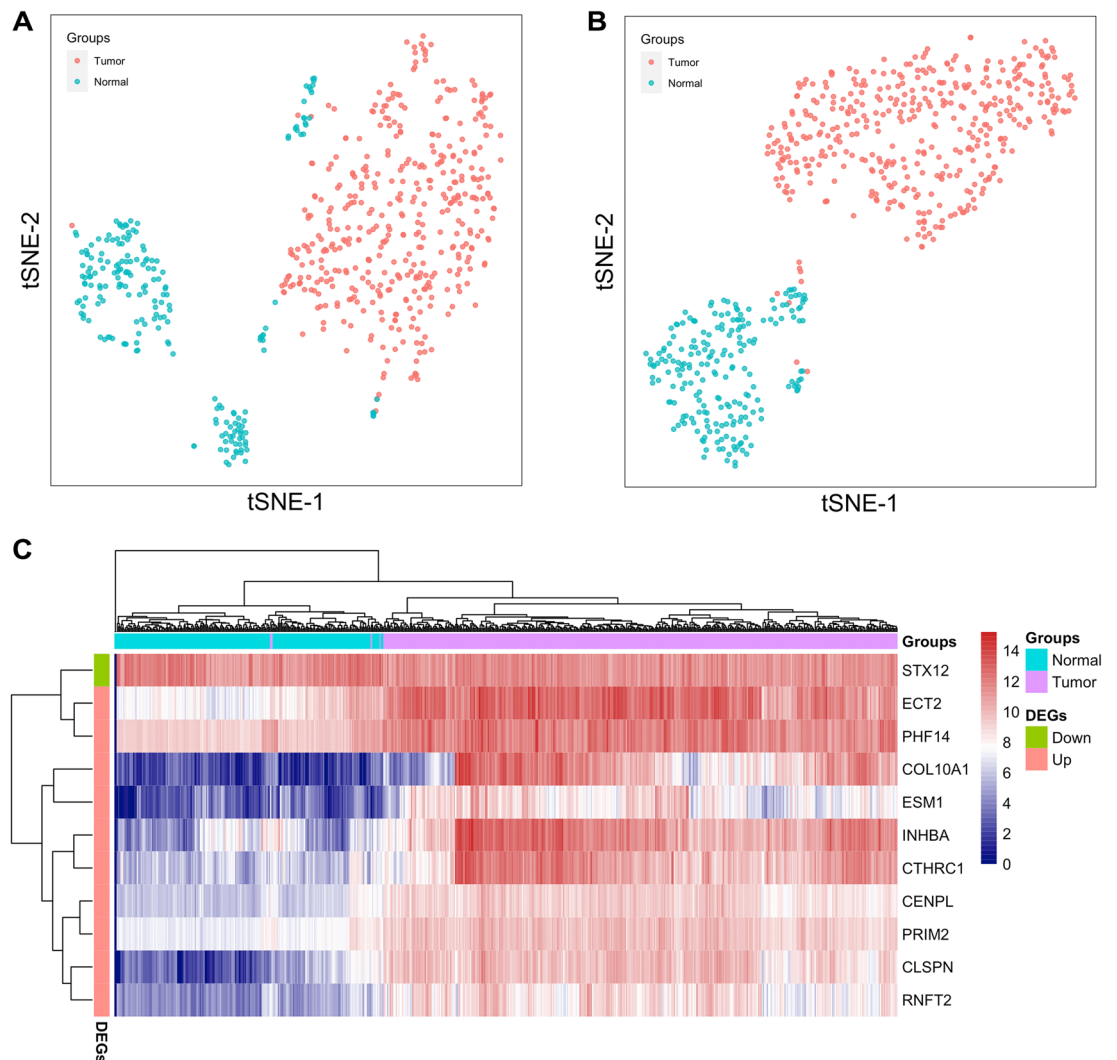 A
Groups
Tumor
Normal
tSNE-2
tSNE-1
B
Groups
Tumor
Normal
tSNE-2
tSNE-1
C
Groups
STX12
ECT2
PHF14
COL10A1
ESM1
INHBA
CTHRC1
CENPL
PRIM2
CLSPN
RNFT2
DEGs
14
12
10
8
6
4
2
0
Groups
Normal
Tumor
DEGs
Down
Up